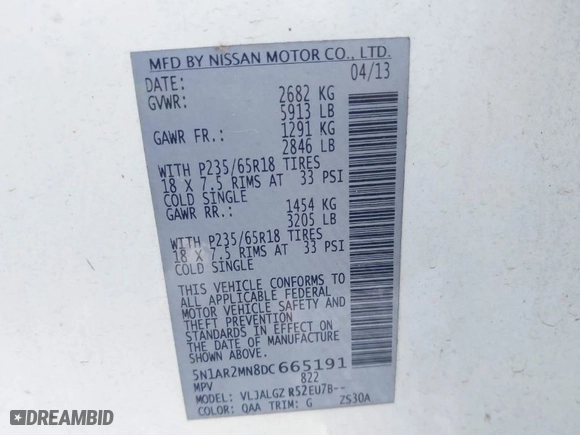 MFD BY NISSAN MOTOR CO., LTD.
DATE: 04/13
GVWR: 2682 KG
5913 LB
GAWR FR.: 1291 KG
2846 LB
WITH P235/65R18 TIRES
18 X 7.5 RIMS AT 33 PSI
COLD SINGLE
GAWR RR.: 1454 KG
3205 LB
WITH P235/65R18 TIRES
18 X 7.5 RIMS AT 33 PSI
COLD SINGLE
THIS VEHICLE CONFORMS TO
ALL APPLICABLE FEDERAL
MOTOR VEHICLE SAFETY AND
THEFT PREVENTION
STANDARDS IN EFFECT ON
THE DATE OF MANUFACTURE
SHOWN ABOVE.
5N1AR2MN8DC 665191
MPV 822
MODEL: VLJALGZ R52EU7B--
COLOR: QAA TRIM: G ZS30A
DREAMBID